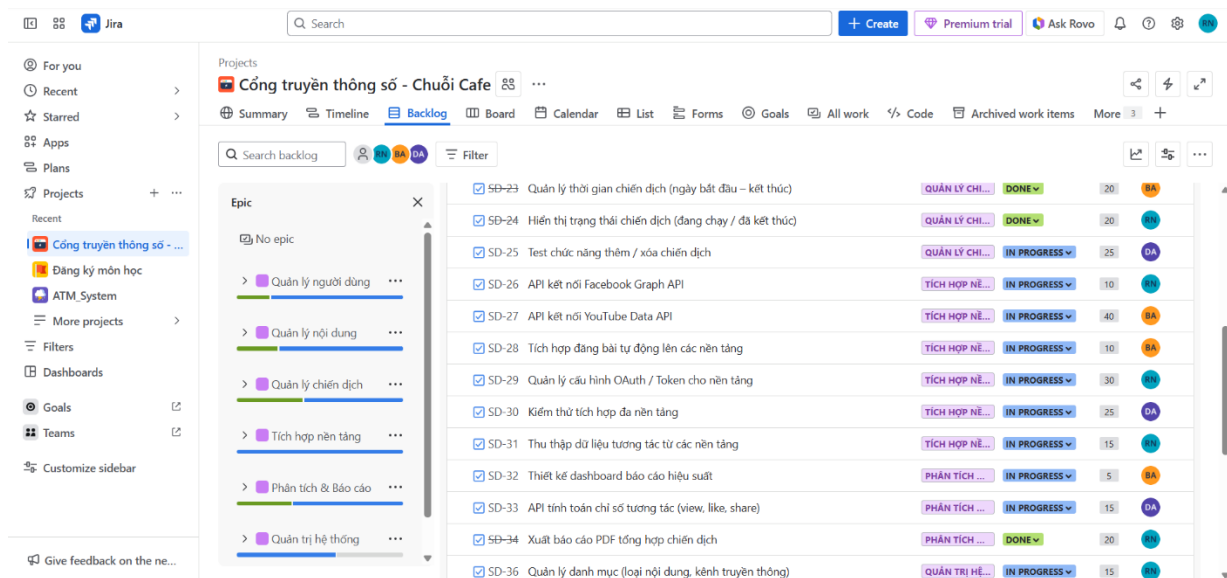 Jira
Search
+ Create
Premium trial
Ask Rovo
RN
For you
Recent
Starred
Apps
Plans
Projects
Recent
Cổng truyền thông số - ...
Đăng ký môn học
ATM_System
More projects
Filters
Dashboards
Goals
Teams
Customize sidebar
Give feedback on the ne...
Projects
Cổng truyền thông số - Chuỗi Cafe
Summary Timeline Backlog Board Calendar List Forms Goals All work Code Archived work items More 3
Search backlog
RN BA DA
Filter
Epic
No epic
Quản lý người dùng
Quản lý nội dung
Quản lý chiến dịch
Tích hợp nền tảng
Phân tích & Báo cáo
Quản trị hệ thống
SD-23 Quản lý thời gian chiến dịch (ngày bắt đầu – kết thúc) QUẢN LÝ CHI... DONE 20 BA
SD-24 Hiển thị trạng thái chiến dịch (đang chạy / đã kết thúc) QUẢN LÝ CHI... DONE 20 RN
SD-25 Test chức năng thêm / xóa chiến dịch QUẢN LÝ CHI... IN PROGRESS 25 DA
SD-26 API kết nối Facebook Graph API TÍCH HỢP NỀ... IN PROGRESS 10 RN
SD-27 API kết nối YouTube Data API TÍCH HỢP NỀ... IN PROGRESS 40 BA
SD-28 Tích hợp đăng bài tự động lên các nền tảng TÍCH HỢP NỀ... IN PROGRESS 10 BA
SD-29 Quản lý cấu hình OAuth / Token cho nền tảng TÍCH HỢP NỀ... IN PROGRESS 30 RN
SD-30 Kiểm thử tích hợp đa nền tảng TÍCH HỢP NỀ... IN PROGRESS 25 DA
SD-31 Thu thập dữ liệu tương tác từ các nền tảng TÍCH HỢP NỀ... IN PROGRESS 15 RN
SD-32 Thiết kế dashboard báo cáo hiệu suất PHÂN TÍCH ... IN PROGRESS 5 BA
SD-33 API tính toán chỉ số tương tác (view, like, share) PHÂN TÍCH ... IN PROGRESS 15 DA
SD-34 Xuất báo cáo PDF tổng hợp chiến dịch PHÂN TÍCH ... DONE 20 RN
SD-36 Quản lý danh mục (loại nội dung, kênh truyền thông) QUẢN TRỊ HỆ... IN PROGRESS 15 RN